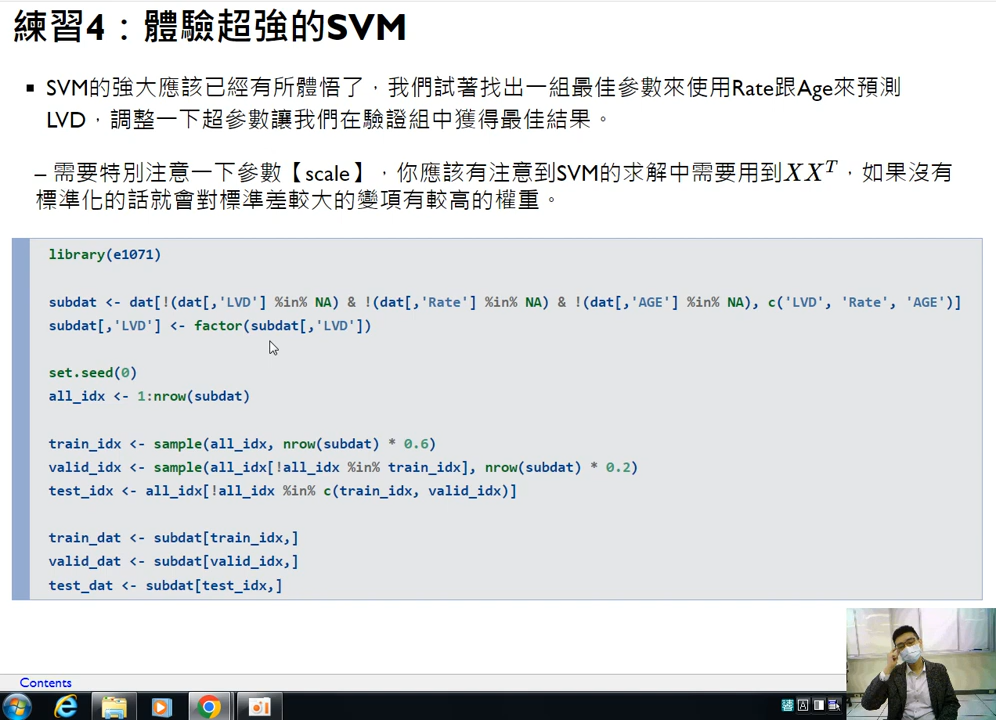 練習4：體驗超強的SVM
▪ SVM的強大應該已經有所體悟了，我們試著找出一組最佳參數來使用Rate跟Age來預測
LVD，調整一下超參數讓我們在驗證組中獲得最佳結果。
– 需要特別注意一下參數【scale】，你應該有注意到SVM的求解中需要用到XX^T，如果沒有
標準化的話就會對標準差較大的變項有較高的權重。
library(e1071)
subdat <- dat[!(dat[,'LVD'] %in% NA) & !(dat[,'Rate'] %in% NA) & !(dat[,'AGE'] %in% NA), c('LVD', 'Rate', 'AGE')]
subdat[,'LVD'] <- factor(subdat[,'LVD'])
set.seed(0)
all_idx <- 1:nrow(subdat)
train_idx <- sample(all_idx, nrow(subdat) * 0.6)
valid_idx <- sample(all_idx[!all_idx %in% train_idx], nrow(subdat) * 0.2)
test_idx <- all_idx[!all_idx %in% c(train_idx, valid_idx)]
train_dat <- subdat[train_idx,]
valid_dat <- subdat[valid_idx,]
test_dat <- subdat[test_idx,]
Contents